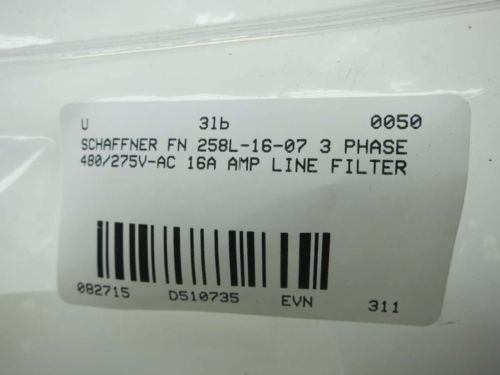 U 31b 0050
SCHAFFNER FN 258L-16-07 3 PHASE
480/275V-AC 16A AMP LINE FILTER
082715 D510735 EVN 311